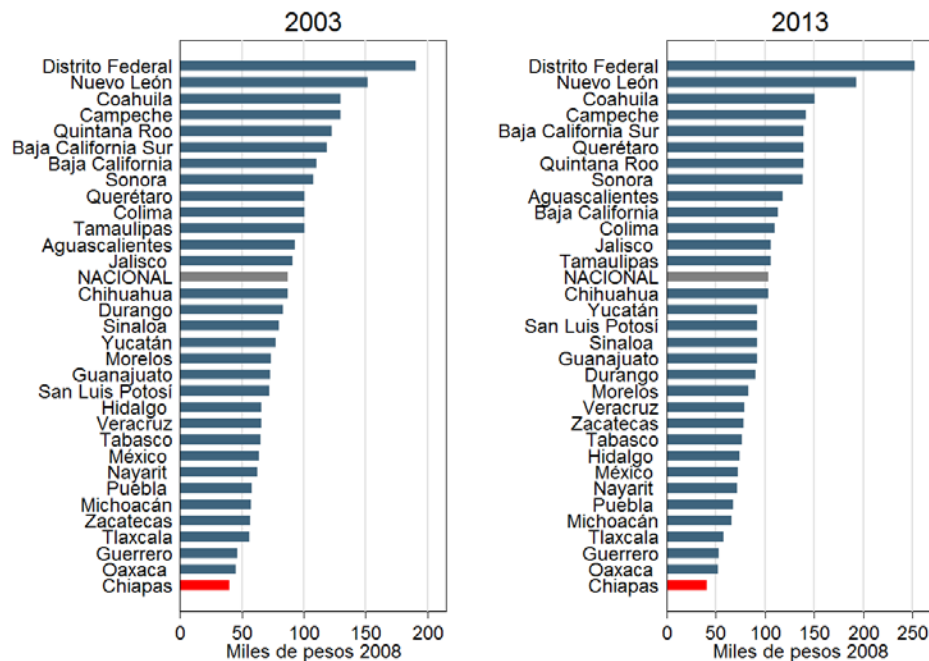 2003
Distrito Federal
Nuevo León
Coahuila
Campeche
Quintana Roo
Baja California Sur
Baja California
Sonora
Querétaro
Colima
Tamaulipas
Aguascalientes
Jalisco
NACIONAL
Chihuahua
Durango
Sinaloa
Yucatán
Morelos
Guanajuato
San Luis Potosí
Hidalgo
Veracruz
Tabasco
México
Nayarit
Puebla
Michoacán
Zacatecas
Tlaxcala
Guerrero
Oaxaca
Chiapas
0 50 100 150 200
Miles de pesos 2008
2013
Distrito Federal
Nuevo León
Coahuila
Campeche
Baja California Sur
Querétaro
Quintana Roo
Sonora
Aguascalientes
Baja California
Colima
Jalisco
Tamaulipas
NACIONAL
Chihuahua
Yucatán
San Luis Potosí
Sinaloa
Guanajuato
Durango
Morelos
Veracruz
Zacatecas
Tabasco
Hidalgo
México
Nayarit
Puebla
Michoacán
Tlaxcala
Guerrero
Oaxaca
Chiapas
0 50 100 150 200 250
Miles de pesos 2008